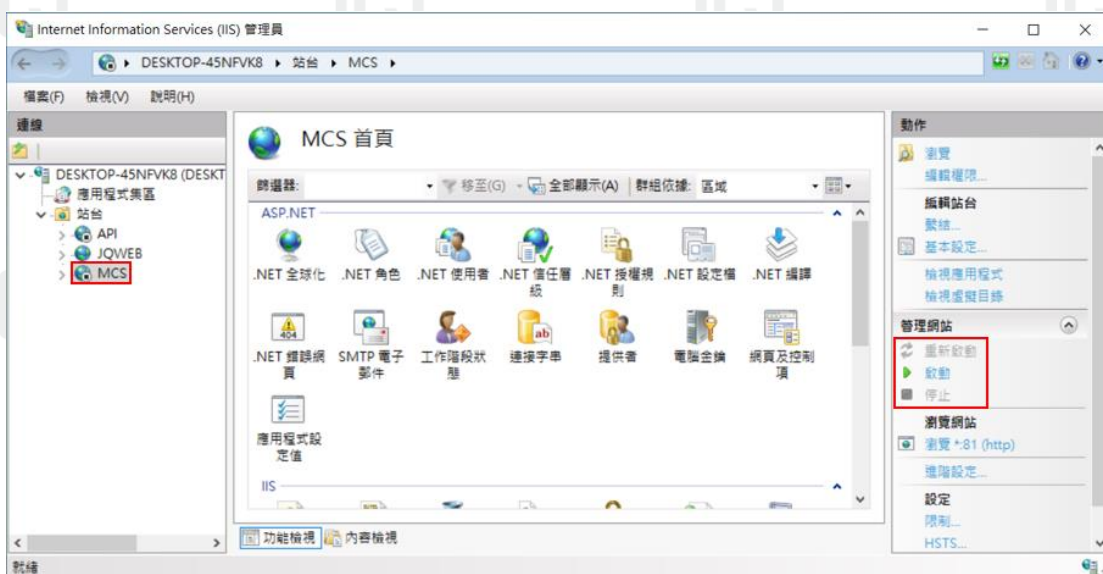 Internet Information Services (IIS) 管理員
DESKTOP-45NFVK8 ▸ 站台 ▸ MCS ▸
檔案(F) 檢視(V) 說明(H)
連線
DESKTOP-45NFVK8 (DESKT
應用程式集區
站台
API
JQWEB
MCS
MCS 首頁
篩選器: 移至(G) 全部顯示(A) 群組依據: 區域
ASP.NET
.NET 全球化 .NET 角色 .NET 使用者 .NET 信任層級 .NET 授權規則 .NET 設定檔 .NET 編譯
404
ab
.NET 錯誤網頁 SMTP 電子郵件 工作階段狀態 連接字串 提供者 電腦金鑰 網頁及控制項
應用程式設定值
IIS
功能檢視 內容檢視
動作
瀏覽
編輯權限...
編輯站台
繫結...
基本設定...
檢視應用程式
檢視虛擬目錄
管理網站
重新啟動
啟動
停止
瀏覽網站
瀏覽 *:81 (http)
進階設定...
設定
限制...
HSTS...
就緒